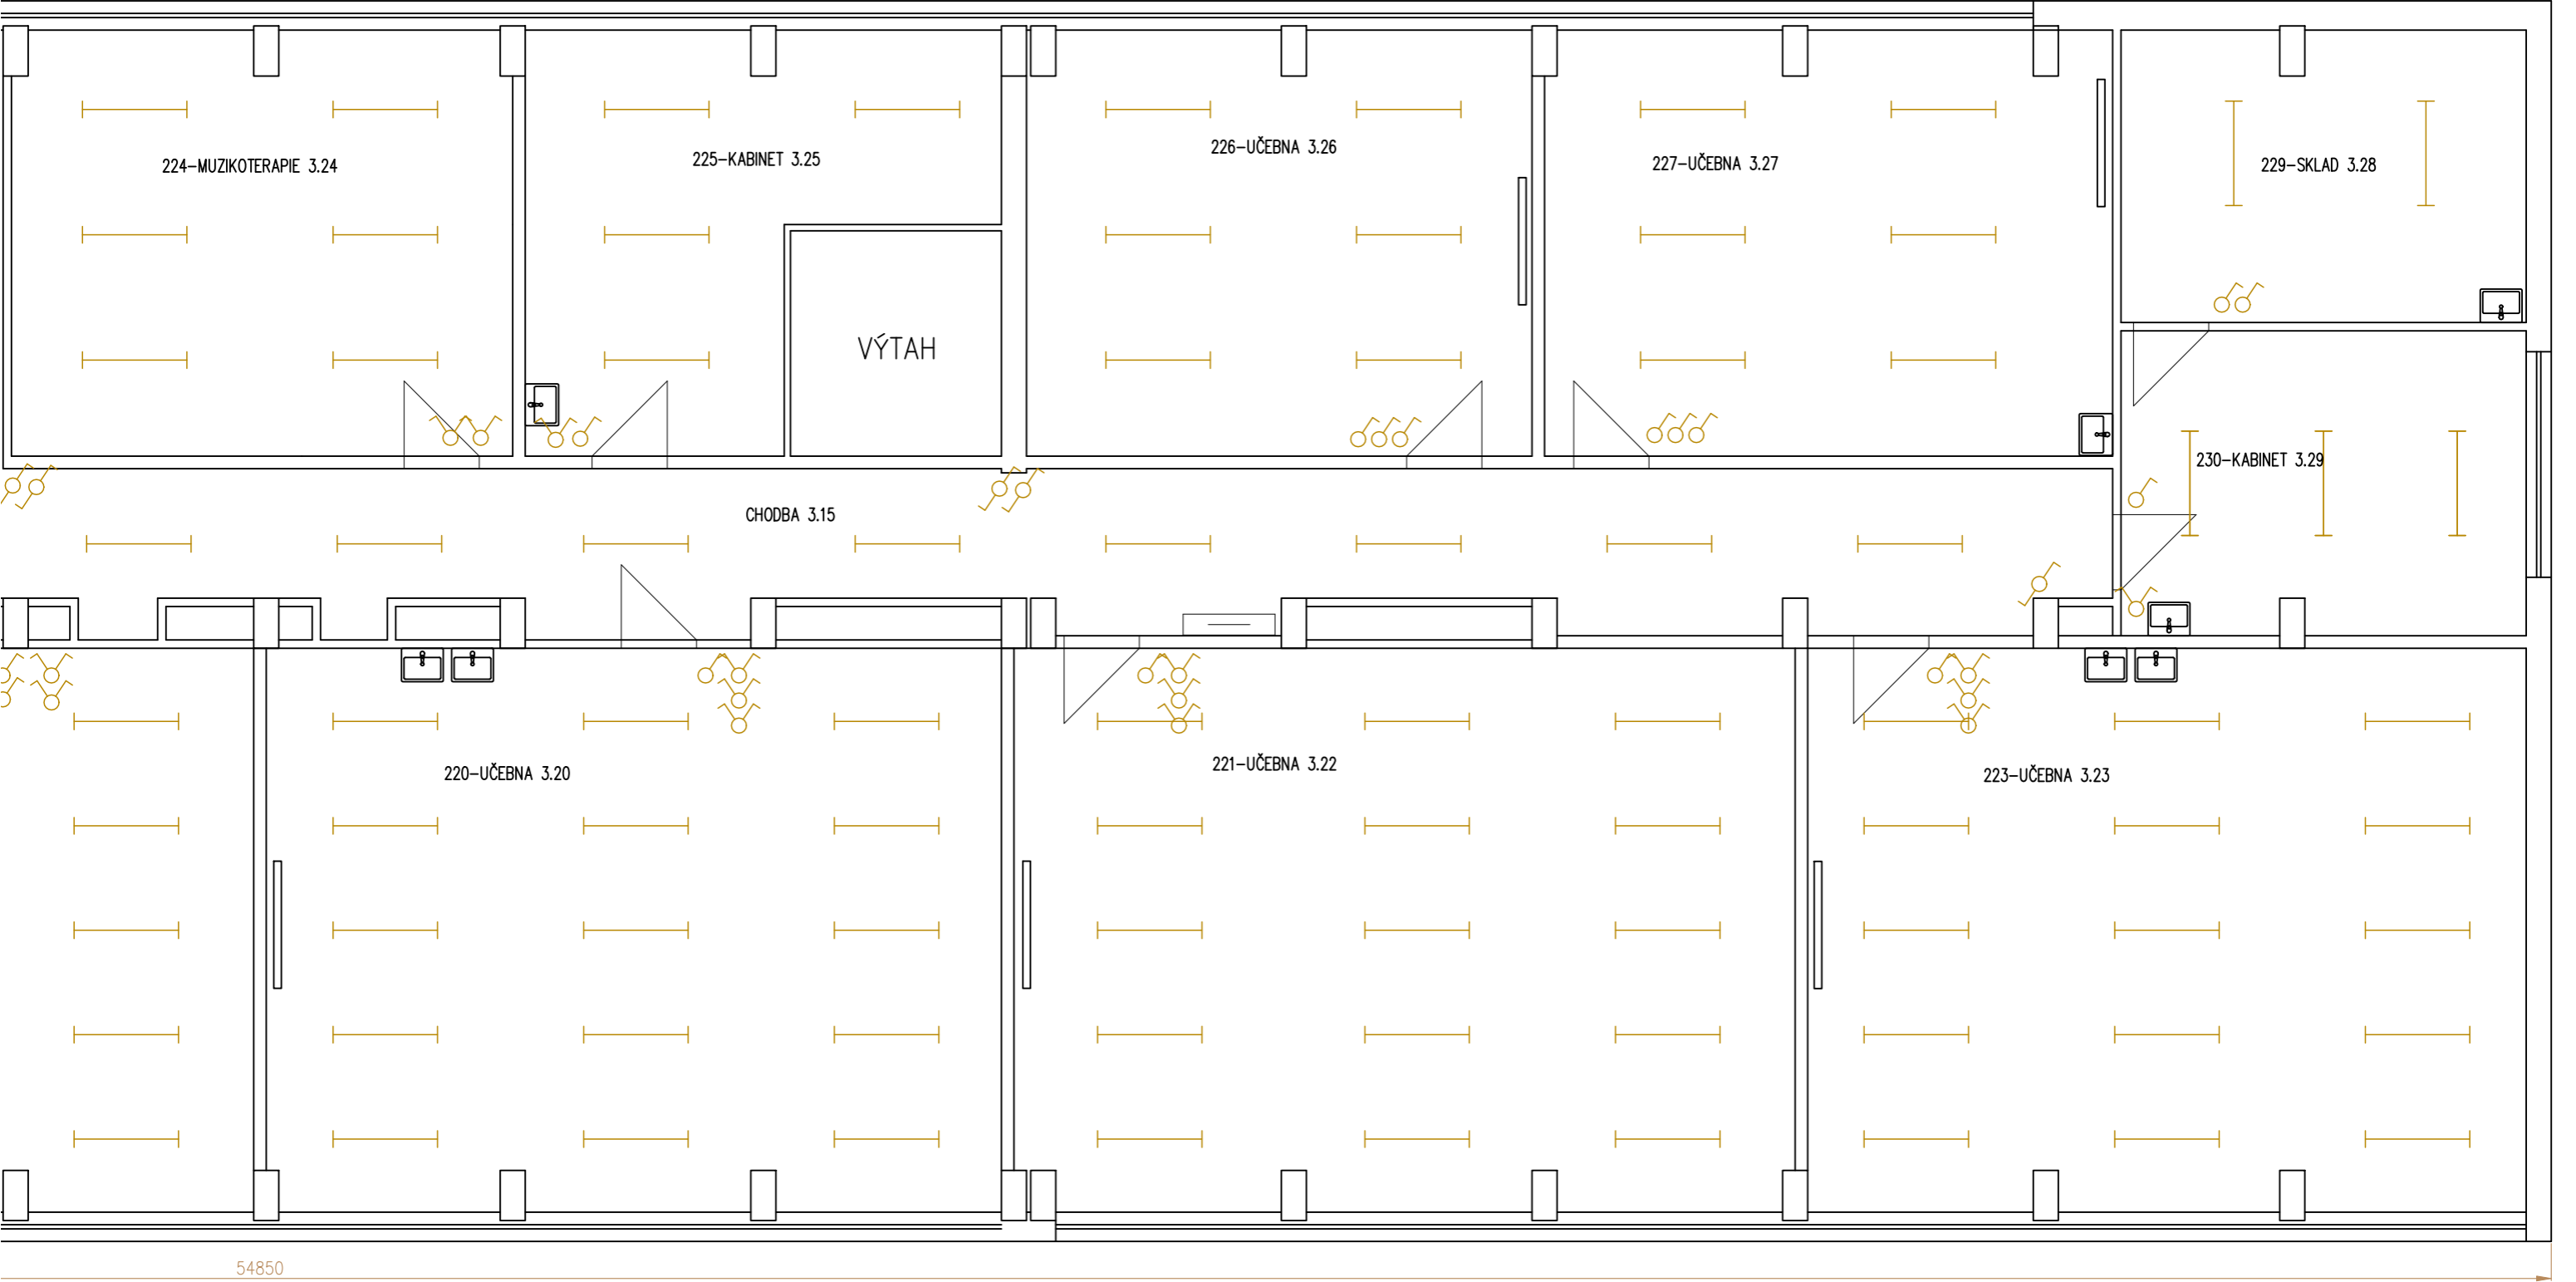 224-MUZIKOTERAPIE 3.24
225-KABINET 3.25
226-UČEBNA 3.26
227-UČEBNA 3.27
229-SKLAD 3.28
VÝTAH
230-KABINET 3.29
CHODBA 3.15
220-UČEBNA 3.20
221-UČEBNA 3.22
223-UČEBNA 3.23
54850